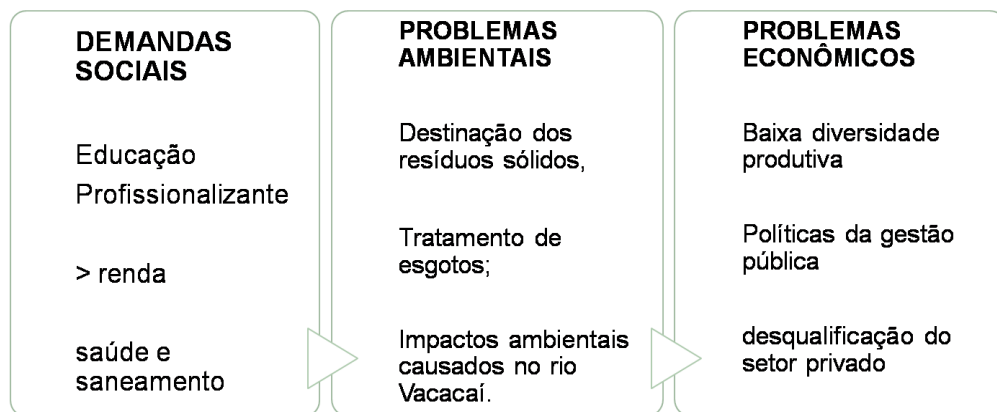 DEMANDAS
SOCIAIS
Educação
Profissionalizante
> renda
saúde e
saneamento
PROBLEMAS
AMBIENTAIS
Destinação dos
resíduos sólidos,
Tratamento de
esgotos;
Impactos ambientais
causados no rio
Vacacaí.
PROBLEMAS
ECONÔMICOS
Baixa diversidade
produtiva
Políticas da gestão
pública
desqualificação do
setor privado